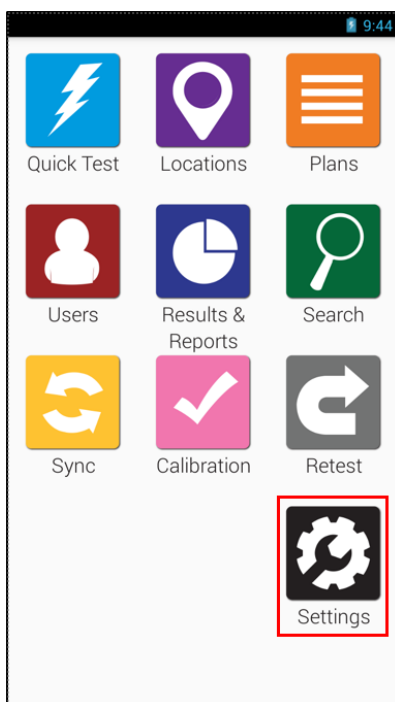 9:44
Quick Test
Locations
Plans
Users
Results &
Reports
Search
Sync
Calibration
Retest
Settings